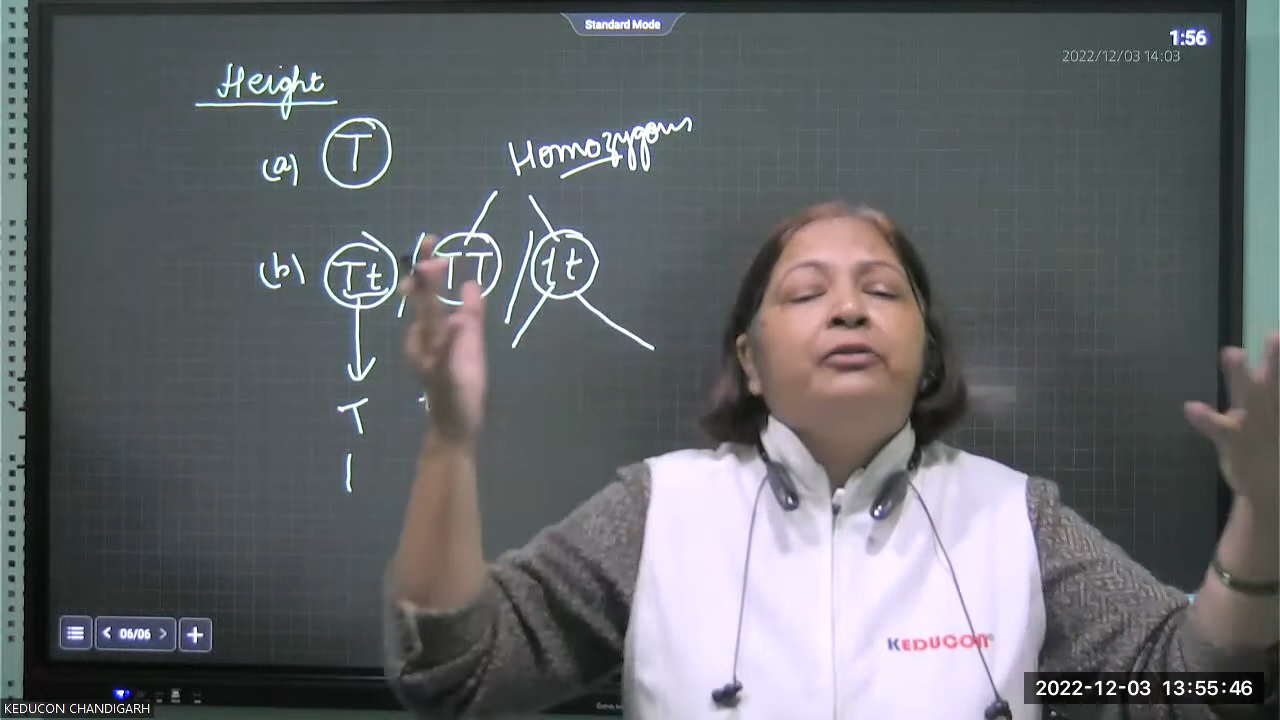 Standard Mode
1:56
2022/12/03 14:03
Height
Homozygous
(a) T
(b) Tt / TT / tt
T
06/06
KEDUCON
KEDUCON CHANDIGARH
2022-12-03 13:55:46